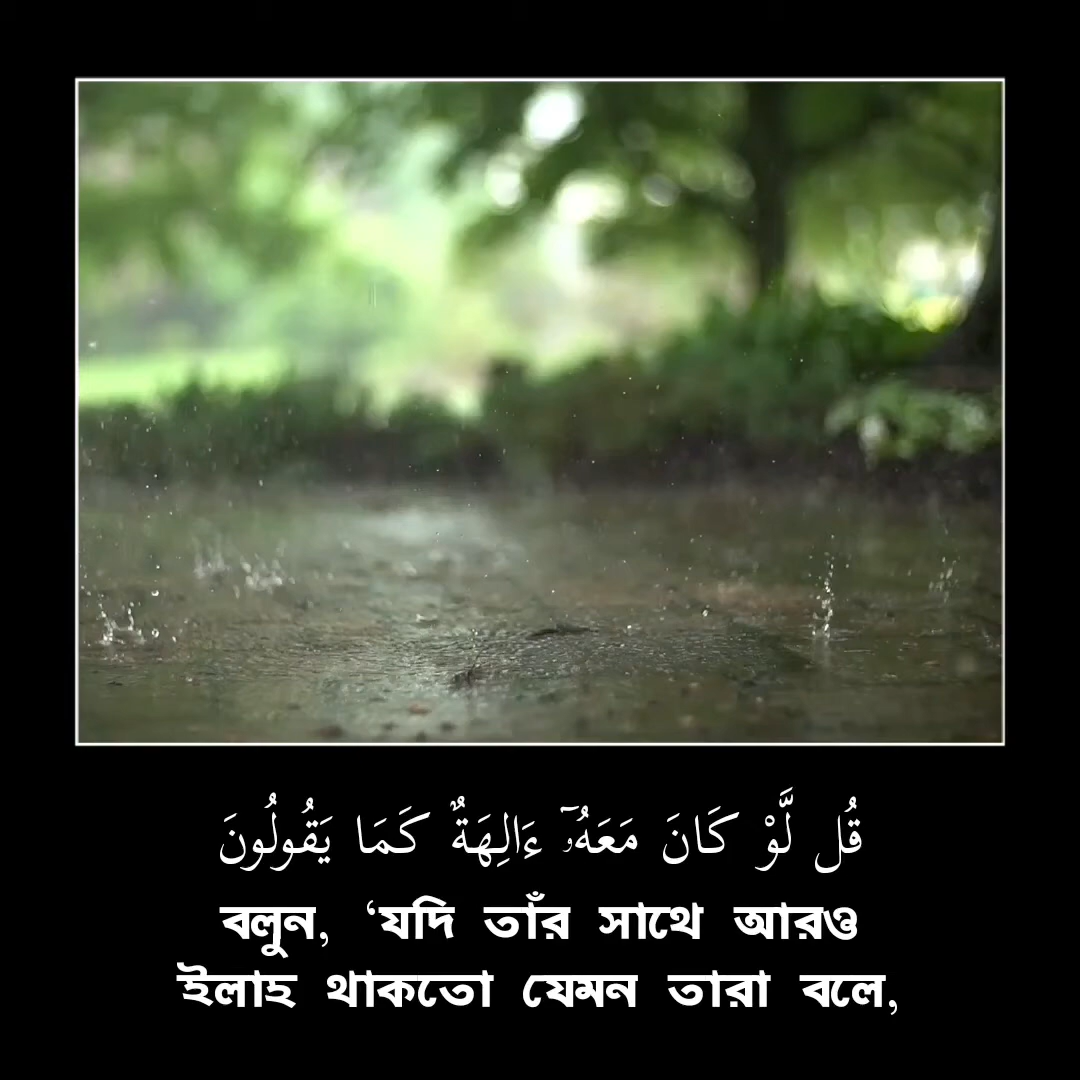 قُل لَّوْ كَانَ مَعَهُۥٓ ءَالِهَةٌ كَمَا يَقُولُونَ
বলুন, ‘যদি তাঁর সাথে আরও
ইলাহ থাকতো যেমন তারা বলে,